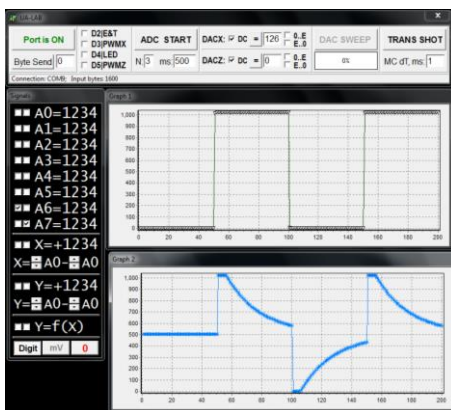 UA-LAB
Port is ON
Byte Send 0
D2|E&T
D3|PWMX
D4|LED
D5|PWMZ
ADC START
N: 3 ms: 500
DACX: DC = 126
0..E
E..0
DACZ: DC = 0
0..E
E..0
DAC SWEEP
0%
TRANS SHOT
MC dT, ms: 1
Connection: COM9; Input bytes: 1600
Signals
A0=1234
A1=1234
A2=1234
A3=1234
A4=1234
A5=1234
A6=1234
A7=1234
X=+1234
X= A0- A0
Y=+1234
Y= A0- A0
Y=f(X)
Digit mV 0
Graph 1
1,000
900
800
700
600
500
400
300
200
100
0
0 20 40 60 80 100 120 140 160 180 200
Graph 2
1,000
900
800
700
600
500
400
300
200
100
0
0 20 40 60 80 100 120 140 160 180 200